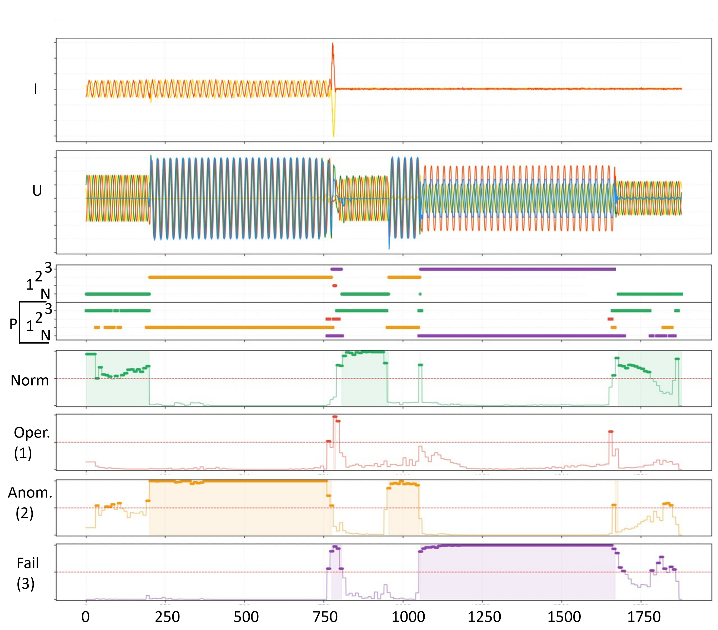 I
U
3
2
1
N
3
2
P 1
N
Norm
Oper.
(1)
Anom.
(2)
Fail
(3)
0 250 500 750 1000 1250 1500 1750